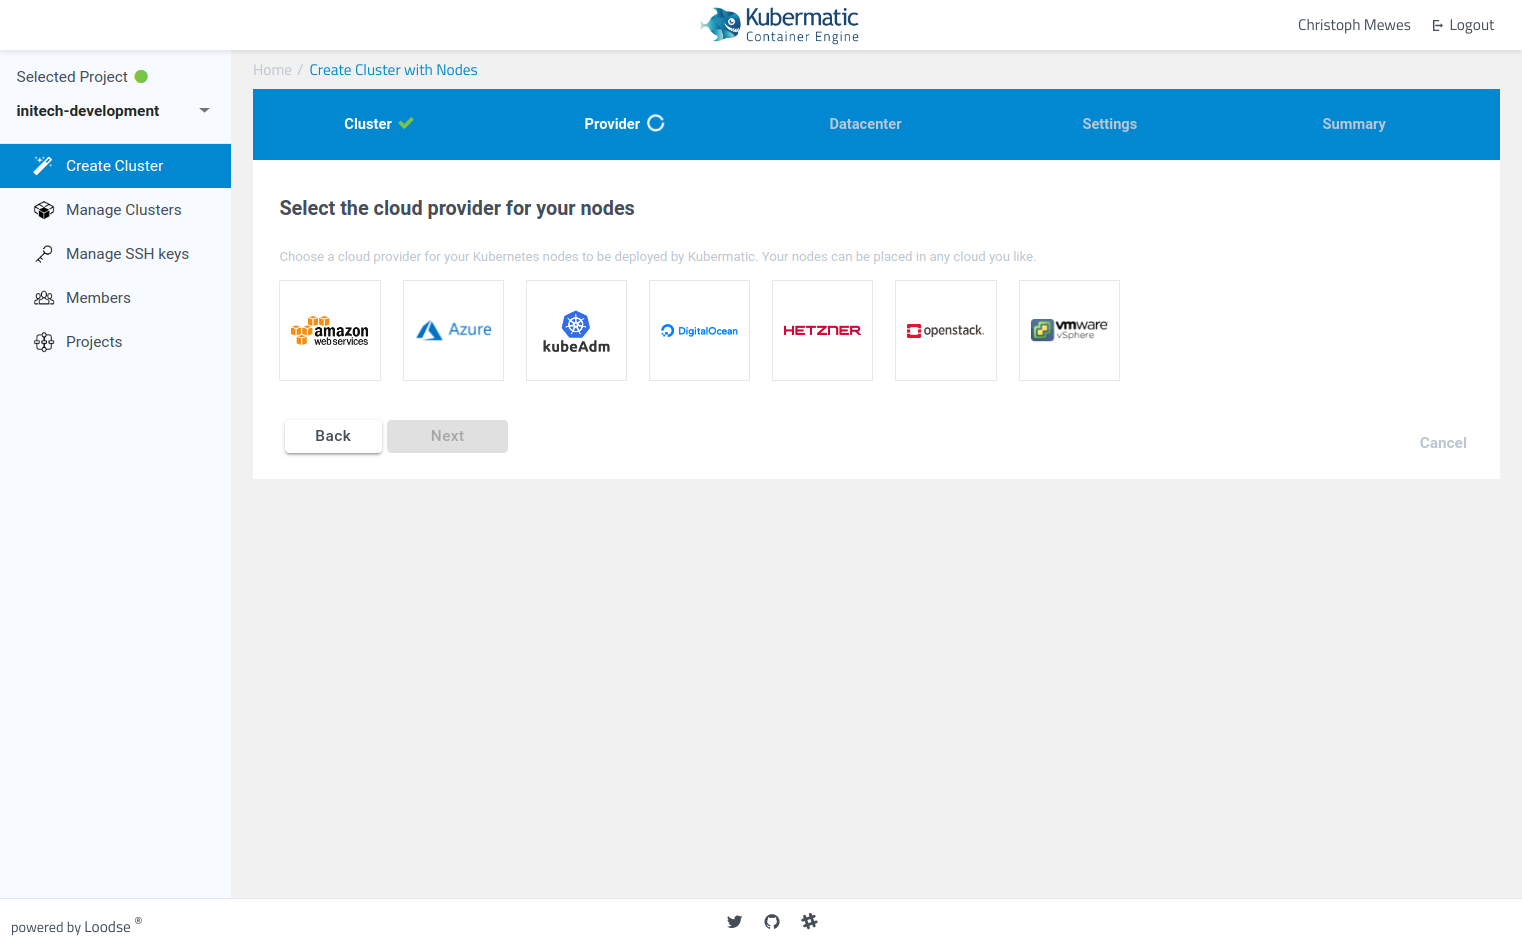 Kubermatic
Container Engine
Christoph Mewes Logout
Selected Project
initech-development
Create Cluster
Manage Clusters
Manage SSH keys
Members
Projects
Home / Create Cluster with Nodes
Cluster Provider Datacenter Settings Summary
Select the cloud provider for your nodes
Choose a cloud provider for your Kubernetes nodes to be deployed by Kubermatic. Your nodes can be placed in any cloud you like.
amazon
web services
Azure
kubeAdm
DigitalOcean
HETZNER
openstack.
vmware
vSphere
Back Next Cancel
powered by Loodse ®